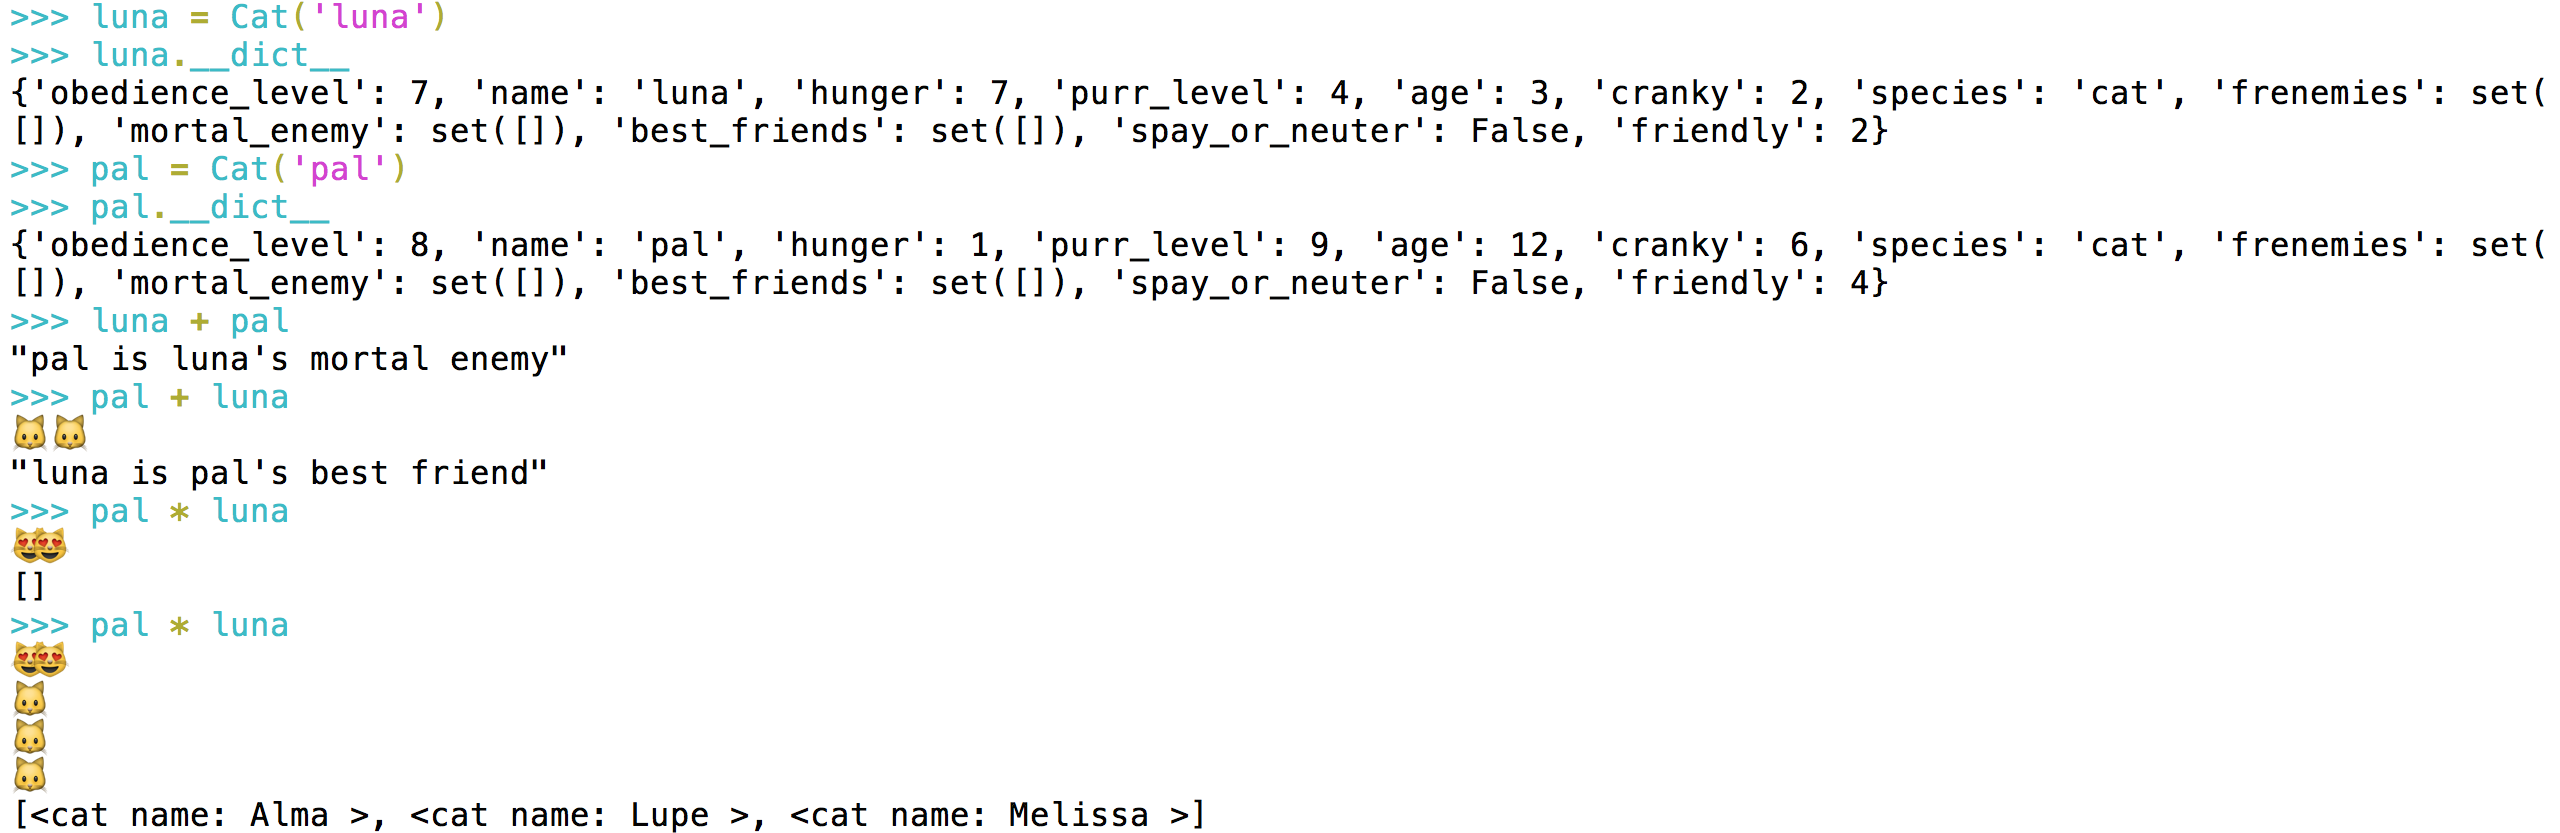 >>> luna = Cat('luna')
>>> luna.__dict__
{'obedience_level': 7, 'name': 'luna', 'hunger': 7, 'purr_level': 4, 'age': 3, 'cranky': 2, 'species': 'cat', 'frenemies': set(
[]), 'mortal_enemy': set([]), 'best_friends': set([]), 'spay_or_neuter': False, 'friendly': 2}
>>> pal = Cat('pal')
>>> pal.__dict__
{'obedience_level': 8, 'name': 'pal', 'hunger': 1, 'purr_level': 9, 'age': 12, 'cranky': 6, 'species': 'cat', 'frenemies': set(
[]), 'mortal_enemy': set([]), 'best_friends': set([]), 'spay_or_neuter': False, 'friendly': 4}
>>> luna + pal
"pal is luna's mortal enemy"
>>> pal + luna
🐱🐱
"luna is pal's best friend"
>>> pal * luna
😻😻
[]
>>> pal * luna
😻😻
🐱
🐱
🐱
[<cat name: Alma >, <cat name: Lupe >, <cat name: Melissa >]